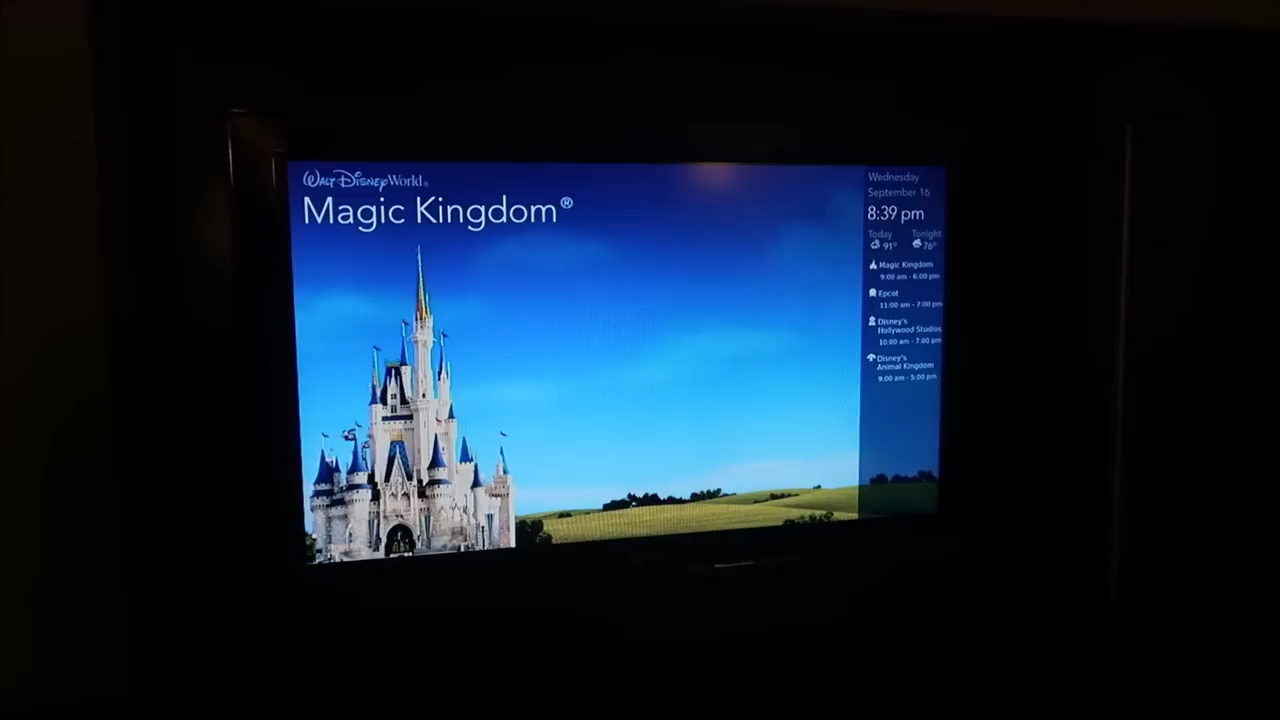 Walt Disney World®
Magic Kingdom®
Wednesday
September 16
8:39 pm
Today Tonight
91° 76°
Magic Kingdom
9:00 am - 6:00 pm
Epcot
11:00 am - 7:00 pm
Disney's
Hollywood Studios
10:00 am - 7:00 pm
Disney's
Animal Kingdom
9:00 am - 5:00 pm